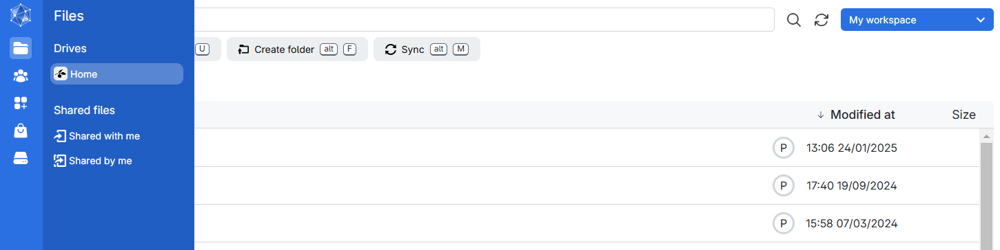 Files
My workspace
Drives
U
Create folder alt F
Sync alt M
Home
Shared files
Modified at Size
Shared with me
P 13:06 24/01/2025
Shared by me
P 17:40 19/09/2024
P 15:58 07/03/2024